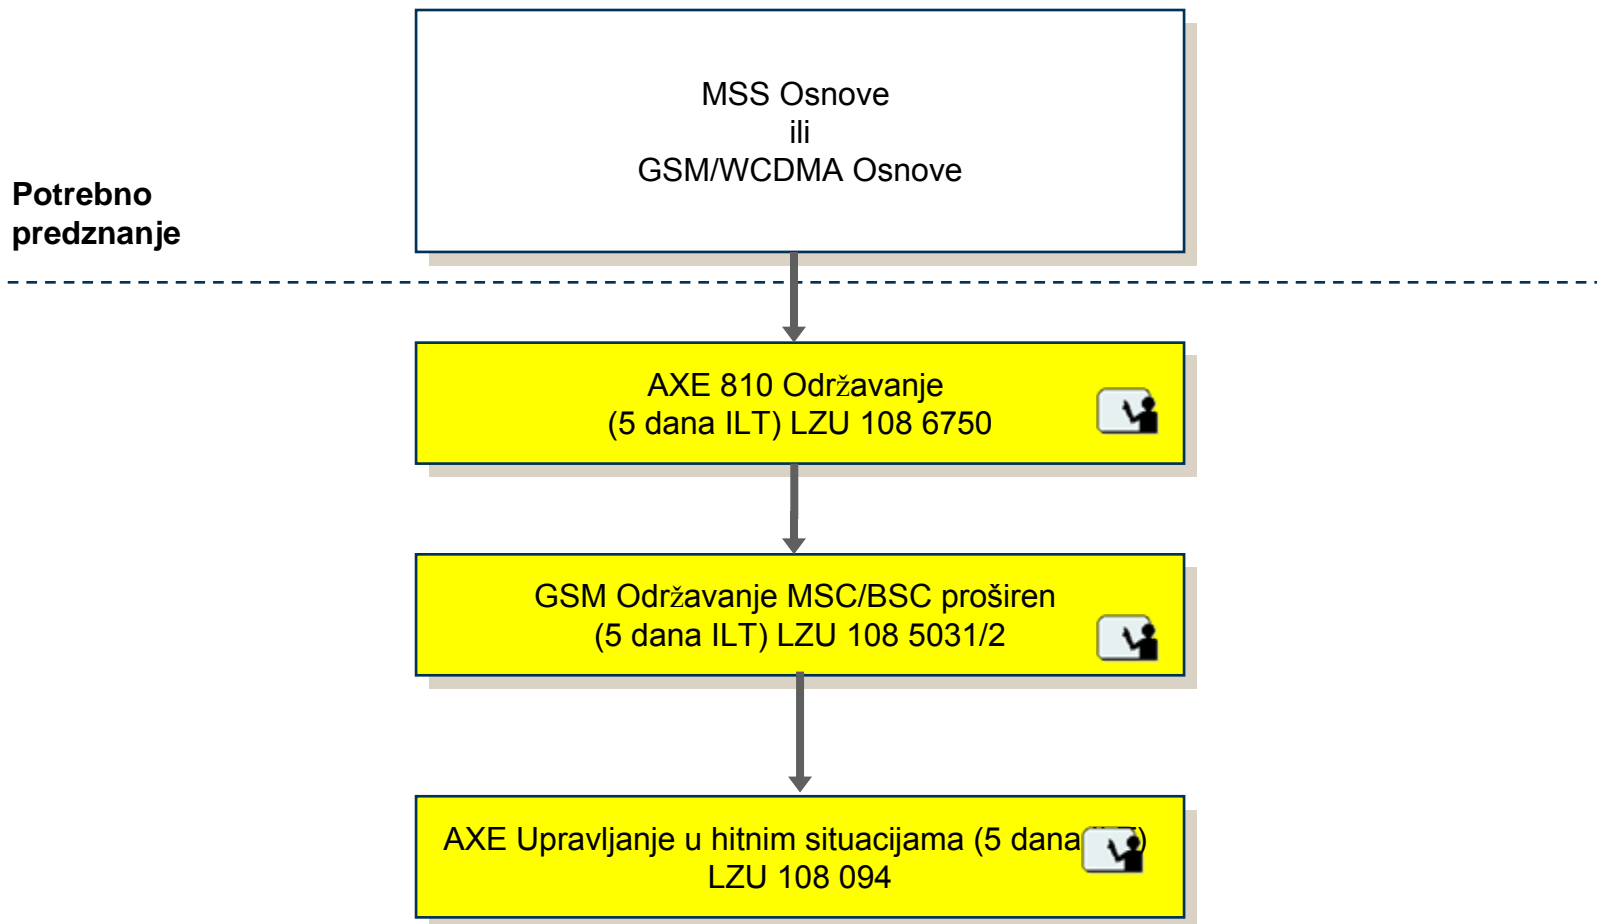 MSS Osnove
ili
GSM/WCDMA Osnove
Potrebno
predznanje
AXE 810 Održavanje
(5 dana ILT) LZU 108 6750
GSM Održavanje MSC/BSC proširen
(5 dana ILT) LZU 108 5031/2
AXE Upravljanje u hitnim situacijama (5 dana
LZU 108 094